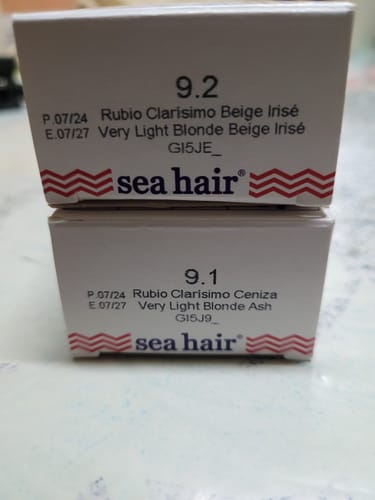 9.2
P.07/24 Rubio Clarísimo Beige Irisé
E.07/27 Very Light Blonde Beige Irisé
GI5JE_
sea hair®
9.1
P.07/24 Rubio Clarísimo Ceniza
E.07/27 Very Light Blonde Ash
GI5J9_
sea hair®